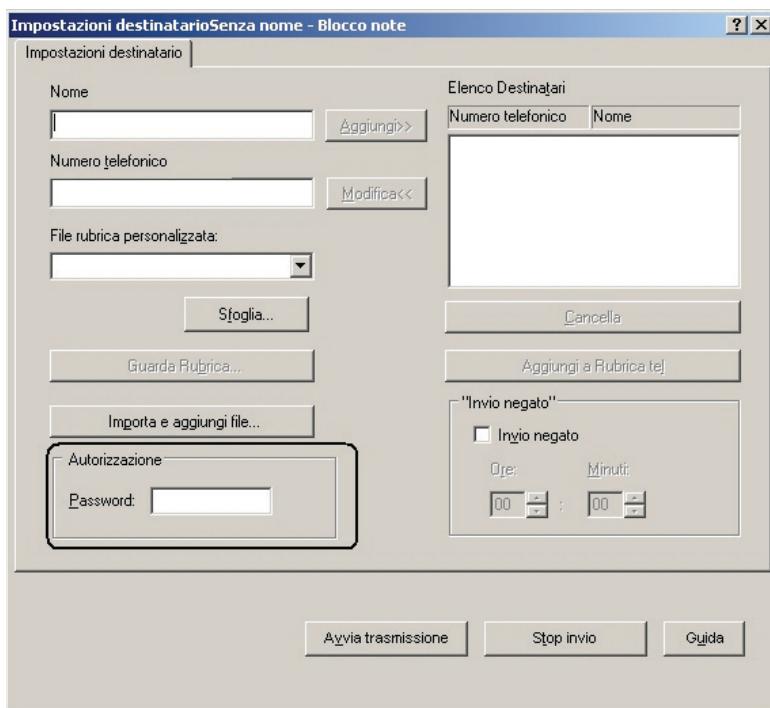 Impostazioni destinatarioSenza nome - Blocco note
Impostazioni destinatario
Nome
Aggiungi>>
Numero telefonico
Modifica<<
File rubrica personalizzata:
Sfoglia...
Guarda Rubrica...
Importa e aggiungi file...
Autorizzazione
Password:
Elenco Destinatari
Numero telefonico Nome
Cancella
Aggiungi a Rubrica tel
"Invio negato"
Invio negato
Ore: Minuti:
00 : 00
Avvia trasmissione Stop invio Guida